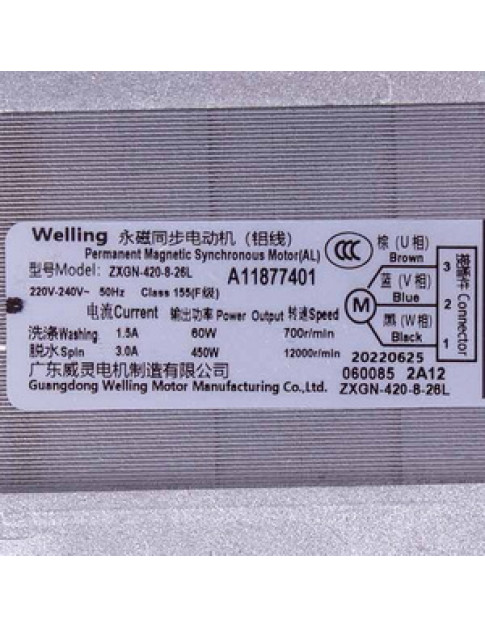 Welling 永磁同步电动机（铝线）
Permanent Magnetic Synchronous Motor(AL)
型号Model: ZXGN-420-8-26L A11877401
220V-240V~ 50Hz Class 155(F级)
电流Current 输出功率Power Output 转速Speed
洗涤Washing 1.5A 60W 700r/min
脱水Spin 3.0A 450W 12000r/min
广东威灵电机制造有限公司
Guangdong Welling Motor Manufacturing Co.,Ltd.
CCC
棕 (U相)
Brown
蓝 (V相)
Blue
黑 (W相)
Black
M
3
2
1
接插件 Connector
20220625
060085 2A12
ZXGN-420-8-26L